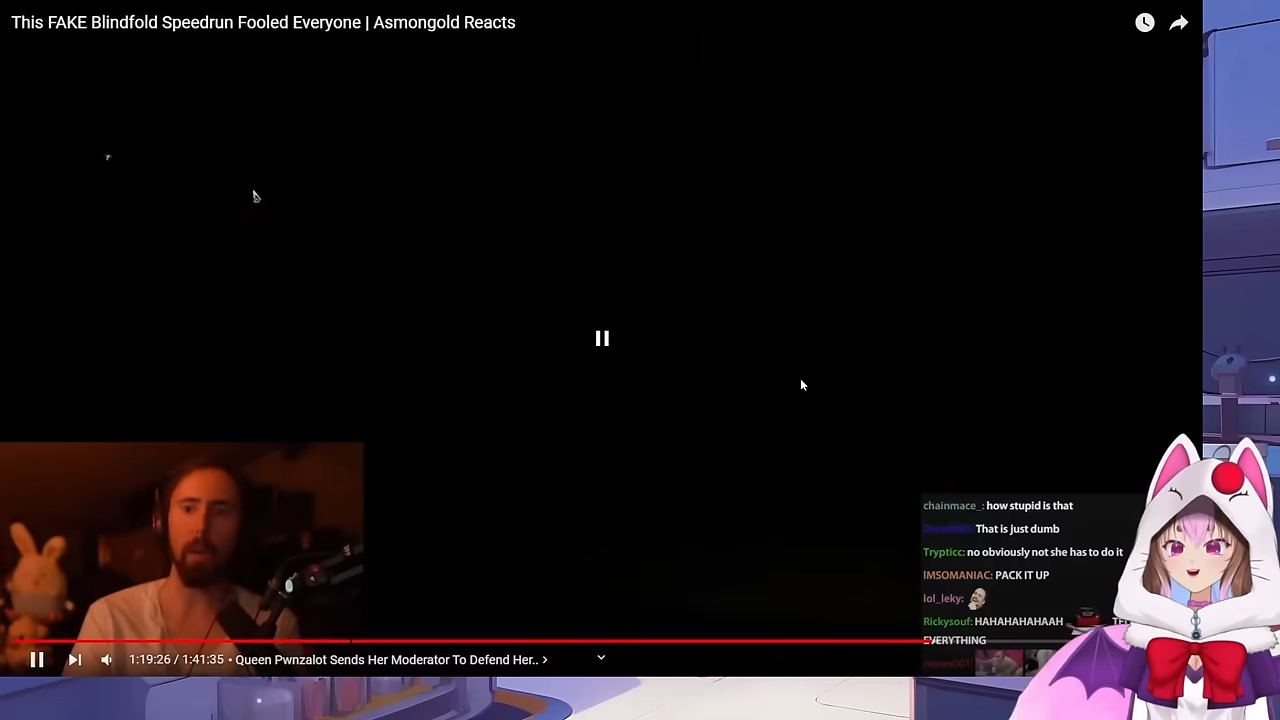 This FAKE Blindfold Speedrun Fooled Everyone | Asmongold Reacts
chainmace_: how stupid is that
That is just dumb
Trypticc: no obviously not she has to do it
IMSOMANIAC: PACK IT UP
lol_leky:
Rickysouf: HAHAHAHAHAAH
EVERYTHING
1:19:26 / 1:41:35 • Queen Pwnzalot Sends Her Moderator To Defend Her.. >